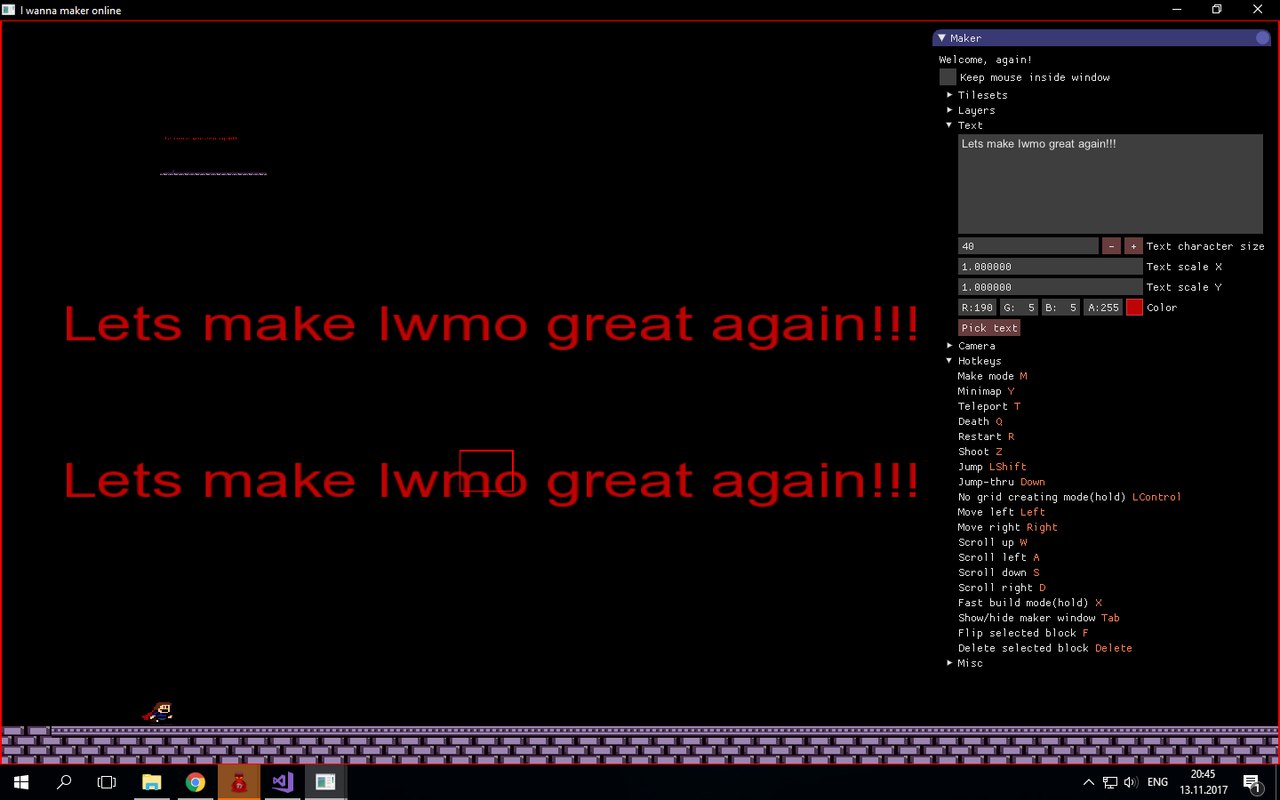 I wanna maker online
Maker
Welcome, again!
Keep mouse inside window
Tilesets
Layers
Text
Lets make Iwmo great again!!!
40 - + Text character size
1.000000 Text scale X
1.000000 Text scale Y
R:190 G: 5 B: 5 A:255 Color
Pick text
Camera
Hotkeys
Make mode M
Minimap Y
Teleport T
Death Q
Restart R
Shoot Z
Jump LShift
Jump-thru Down
No grid creating mode(hold) LControl
Move left Left
Move right Right
Scroll up W
Scroll left A
Scroll down S
Scroll right D
Fast build mode(hold) X
Show/hide maker window Tab
Flip selected block F
Delete selected block Delete
Misc
Lets make Iwmo great again!!!
Lets make Iwmo great again!!!
ENG
20:45
13.11.2017
1